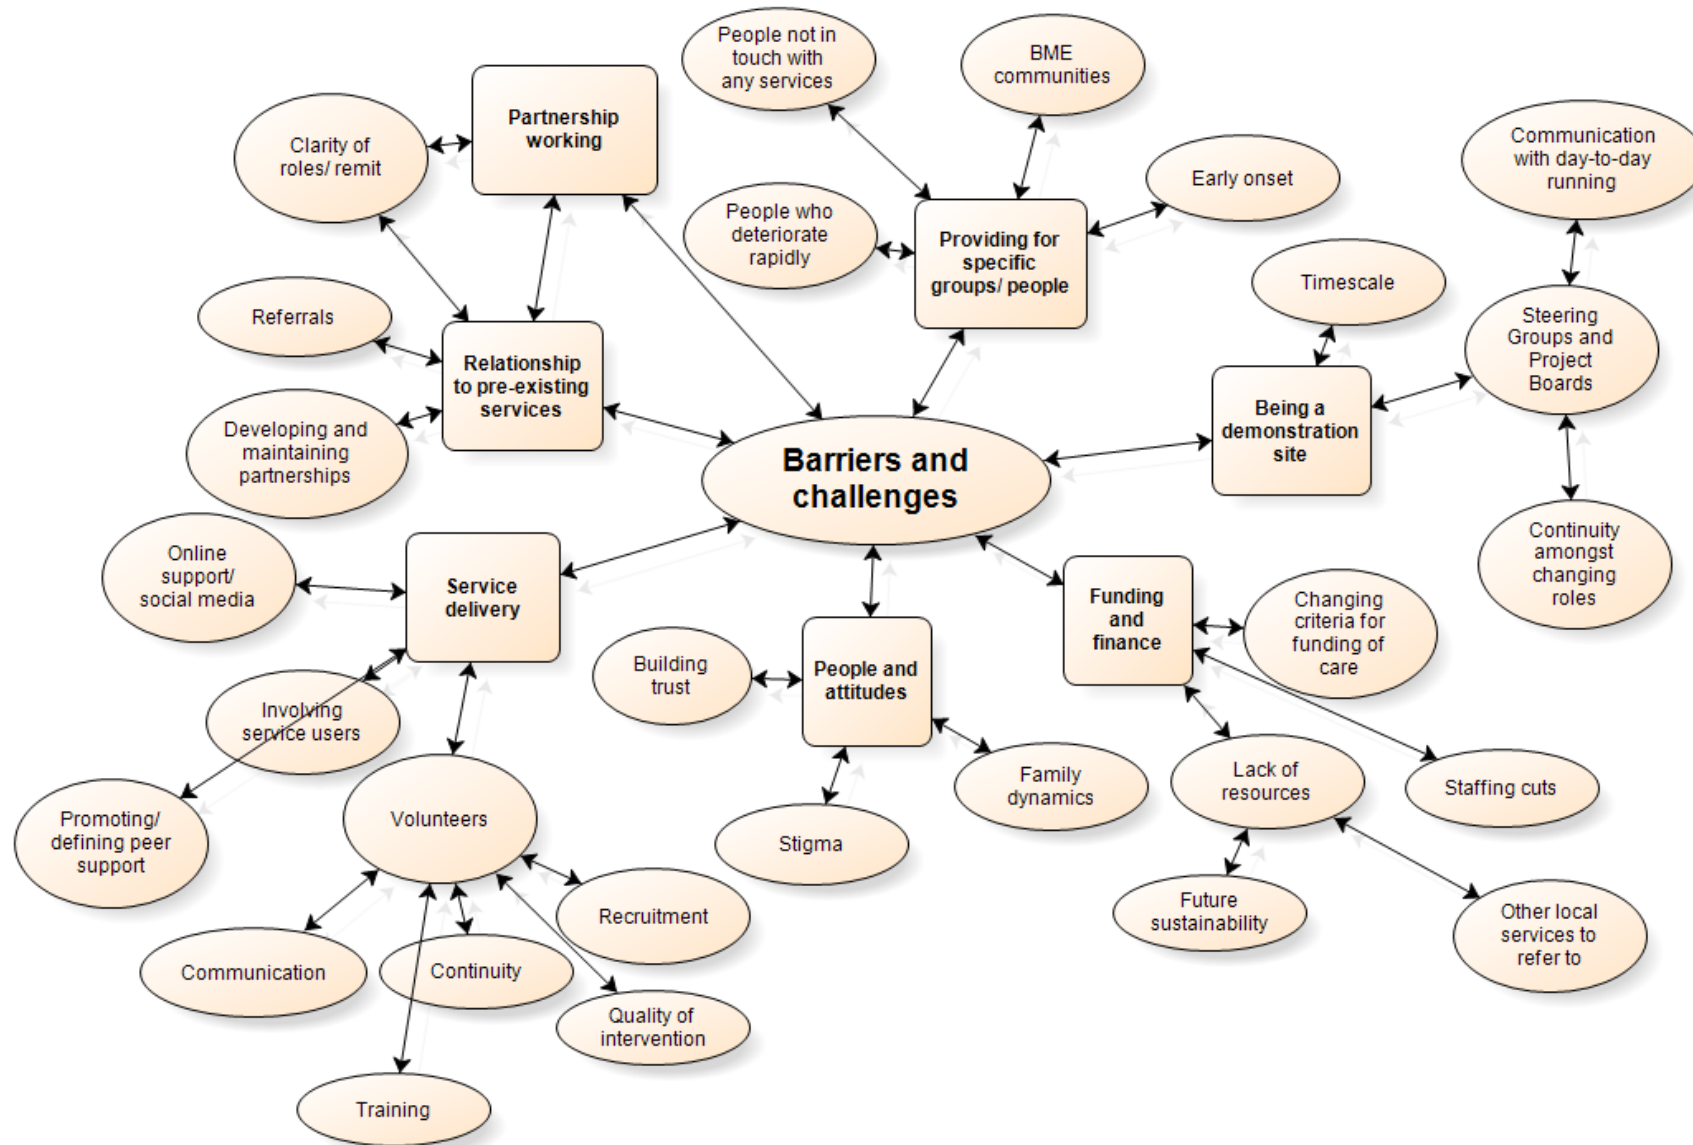 People not in
touch with
any services
BME
communities
Partnership
working
Clarity of
roles/ remit
Communication
with day-to-day
running
Early onset
People who
deteriorate
rapidly
Providing for
specific
groups/ people
Timescale
Referrals
Steering
Groups and
Project
Boards
Relationship
to pre-existing
services
Being a
demonstration
site
Developing and
maintaining
partnerships
Barriers and
challenges
Online
support/
social media
Service
delivery
Continuity
amongst
changing
roles
Funding
and
finance
Changing
criteria for
funding of
care
Building
trust
People and
attitudes
Involving
service users
Family
dynamics
Lack of
resources
Staffing cuts
Promoting/
defining peer
support
Volunteers
Stigma
Recruitment
Future
sustainability
Other local
services to
refer to
Communication
Continuity
Quality of
intervention
Training